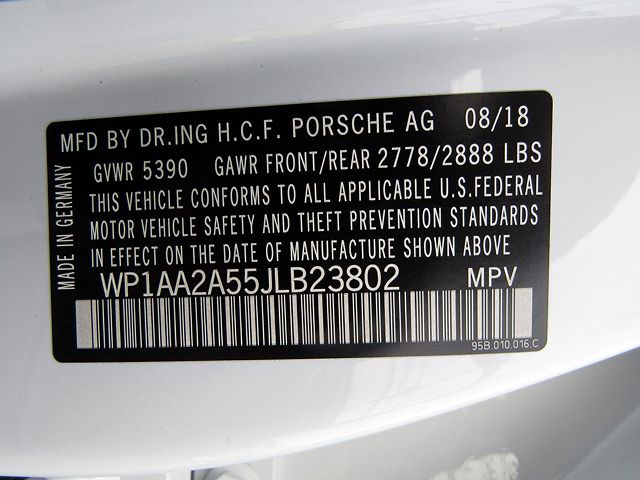 MFD BY DR.ING H.C.F. PORSCHE AG 08/18
GVWR 5390 GAWR FRONT/REAR 2778/2888 LBS
THIS VEHICLE CONFORMS TO ALL APPLICABLE U.S.FEDERAL
MOTOR VEHICLE SAFETY AND THEFT PREVENTION STANDARDS
IN EFFECT ON THE DATE OF MANUFACTURE SHOWN ABOVE
WP1AA2A55JLB23802 MPV
95B.010.016.C
MADE IN GERMANY